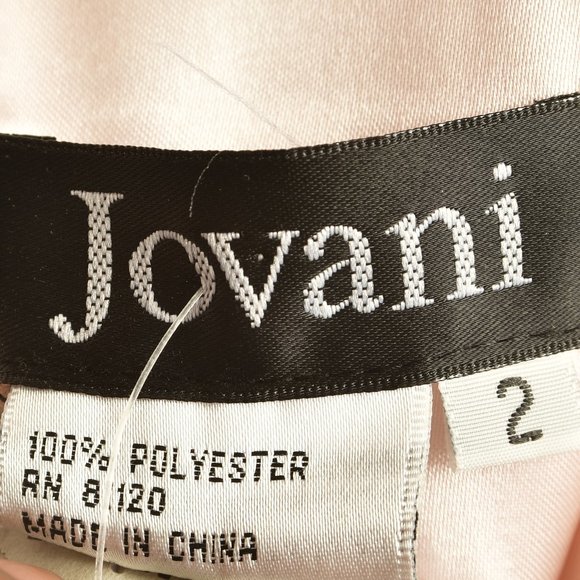 Jovani
2
100% POLYESTER
RN
MADE IN CHINA